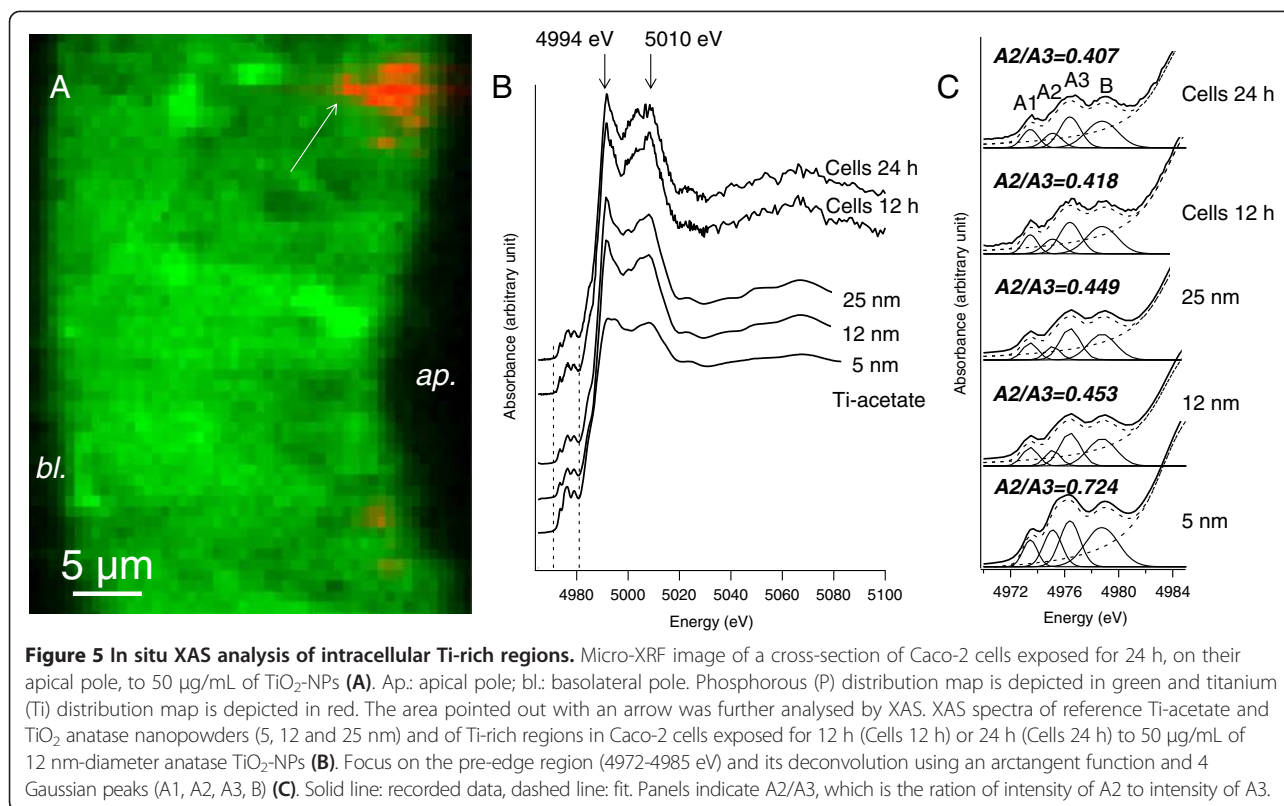 A
5 µm
bl.
ap.
B
4994 eV
5010 eV
Cells 24 h
Cells 12 h
25 nm
12 nm
5 nm
Ti-acetate
Absorbance (arbitrary unit)
4980 5000 5020 5040 5060 5080 5100
Energy (eV)
C
A2/A3=0.407
A1 A2 A3 B
Cells 24 h
A2/A3=0.418
Cells 12 h
A2/A3=0.449
25 nm
A2/A3=0.453
12 nm
A2/A3=0.724
5 nm
Absorbance (arbitrary unit)
4972 4976 4980 4984
Energy (eV)
Figure 5 In situ XAS analysis of intracellular Ti-rich regions. Micro-XRF image of a cross-section of Caco-2 cells exposed for 24 h, on their
apical pole, to 50 µg/mL of TiO₂-NPs (A). Ap.: apical pole; bl.: basolateral pole. Phosphorous (P) distribution map is depicted in green and titanium
(Ti) distribution map is depicted in red. The area pointed out with an arrow was further analysed by XAS. XAS spectra of reference Ti-acetate and
TiO₂ anatase nanopowders (5, 12 and 25 nm) and of Ti-rich regions in Caco-2 cells exposed for 12 h (Cells 12 h) or 24 h (Cells 24 h) to 50 µg/mL of
12 nm-diameter anatase TiO₂-NPs (B). Focus on the pre-edge region (4972-4985 eV) and its deconvolution using an arctangent function and 4
Gaussian peaks (A1, A2, A3, B) (C). Solid line: recorded data, dashed line: fit. Panels indicate A2/A3, which is the ration of intensity of A2 to intensity of A3.